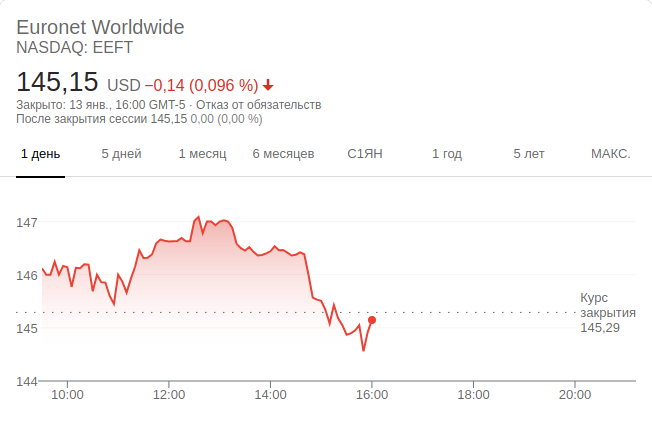 Euronet Worldwide
NASDAQ: EEFT
145,15 USD −0,14 (0,096 %)
Закрыто: 13 янв., 16:00 GMT-5 · Отказ от обязательств
После закрытия сессии 145,15 0,00 (0,00 %)
1 день 5 дней 1 месяц 6 месяцев С1ЯН 1 год 5 лет МАКС.
147
146
Курс
закрытия
145,29
145
144
10:00 12:00 14:00 16:00 18:00 20:00